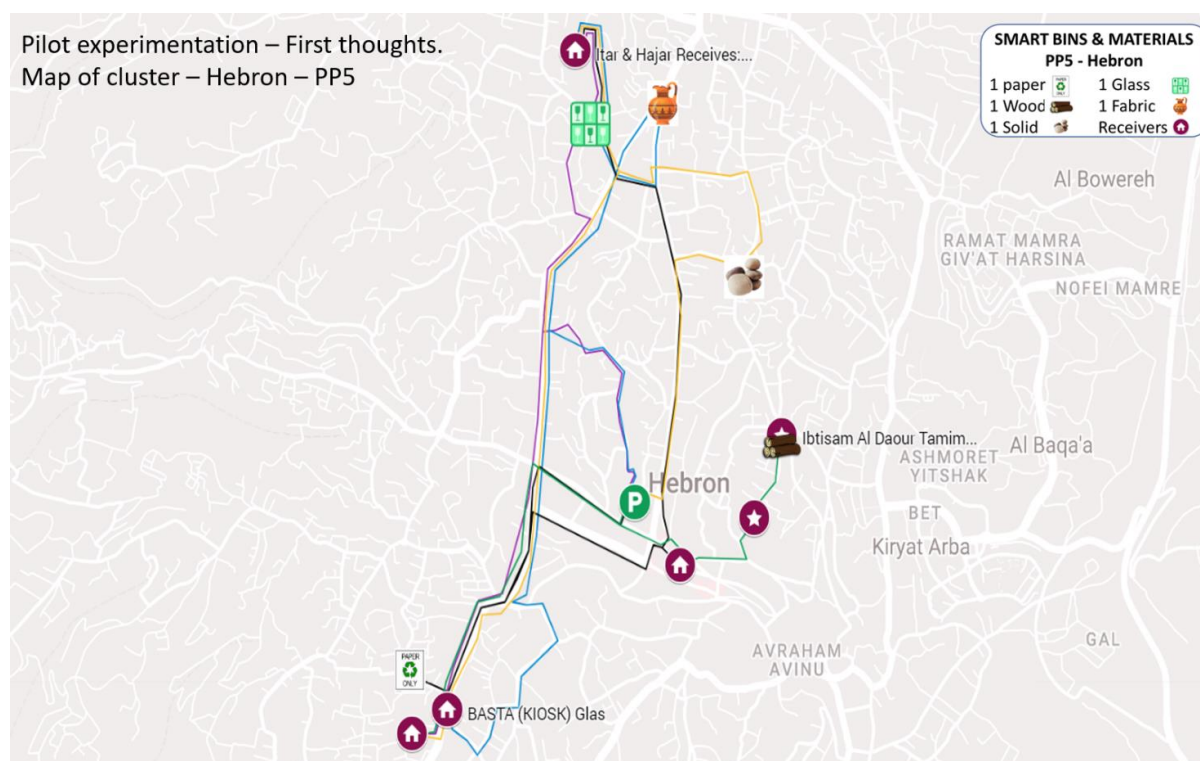 Pilot experimentation – First thoughts.
Map of cluster – Hebron – PP5
SMART BINS & MATERIALS
PP5 - Hebron
1 paper
1 Glass
1 Wood
1 Fabric
1 Solid
Receivers
Itar & Hajar Receives:...
Al Bowereh
RAMAT MAMRA
GIV'AT HARSINA
NOFEI MAMRE
Ibtisam Al Daour Tamim...
Al Baqa'a
ASHMORET
YITSHAK
Hebron
P
BET
Kiryat Arba
GAL
AVRAHAM
AVINU
PAPER
ONLY
BASTA (KIOSK) Glas